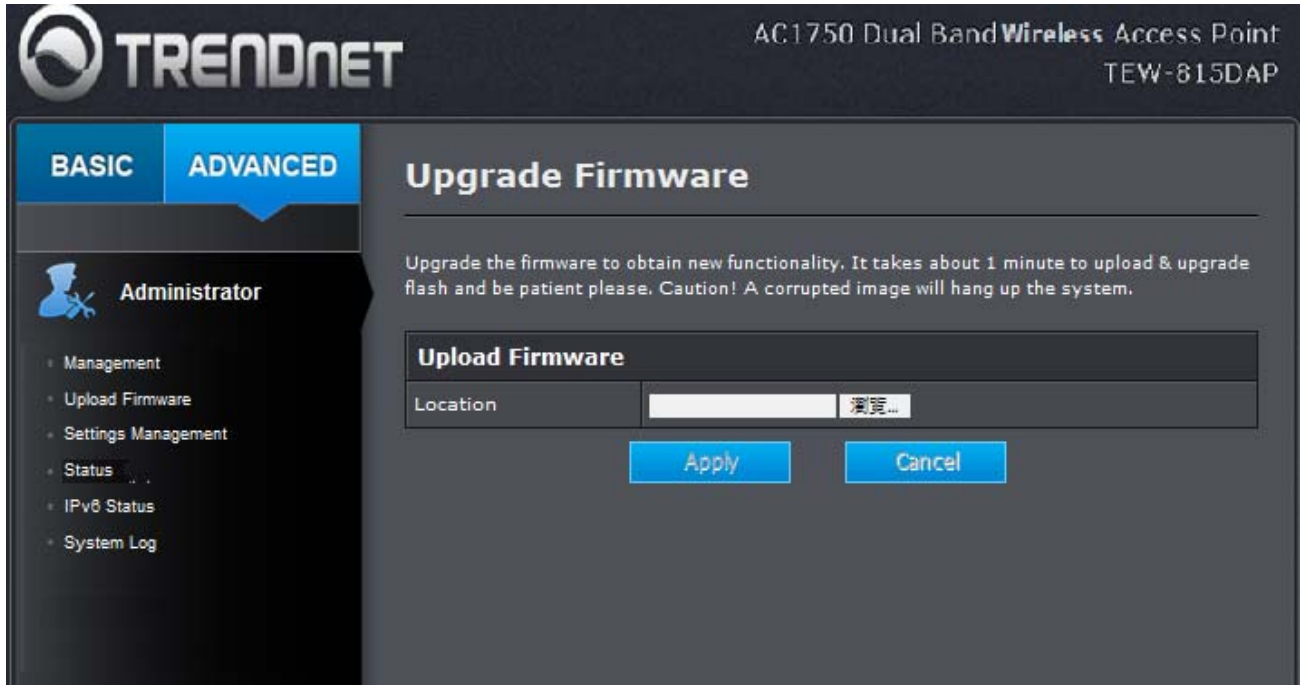 TRENDNET
AC1750 Dual Band Wireless Access Point
TEW-815DAP
BASIC
ADVANCED
Administrator
Management
Upload Firmware
Settings Management
Status
IPv6 Status
System Log
Upgrade Firmware
Upgrade the firmware to obtain new functionality. It takes about 1 minute to upload & upgrade
flash and be patient please. Caution! A corrupted image will hang up the system.
Upload Firmware
Location
瀏覽...
Apply
Cancel